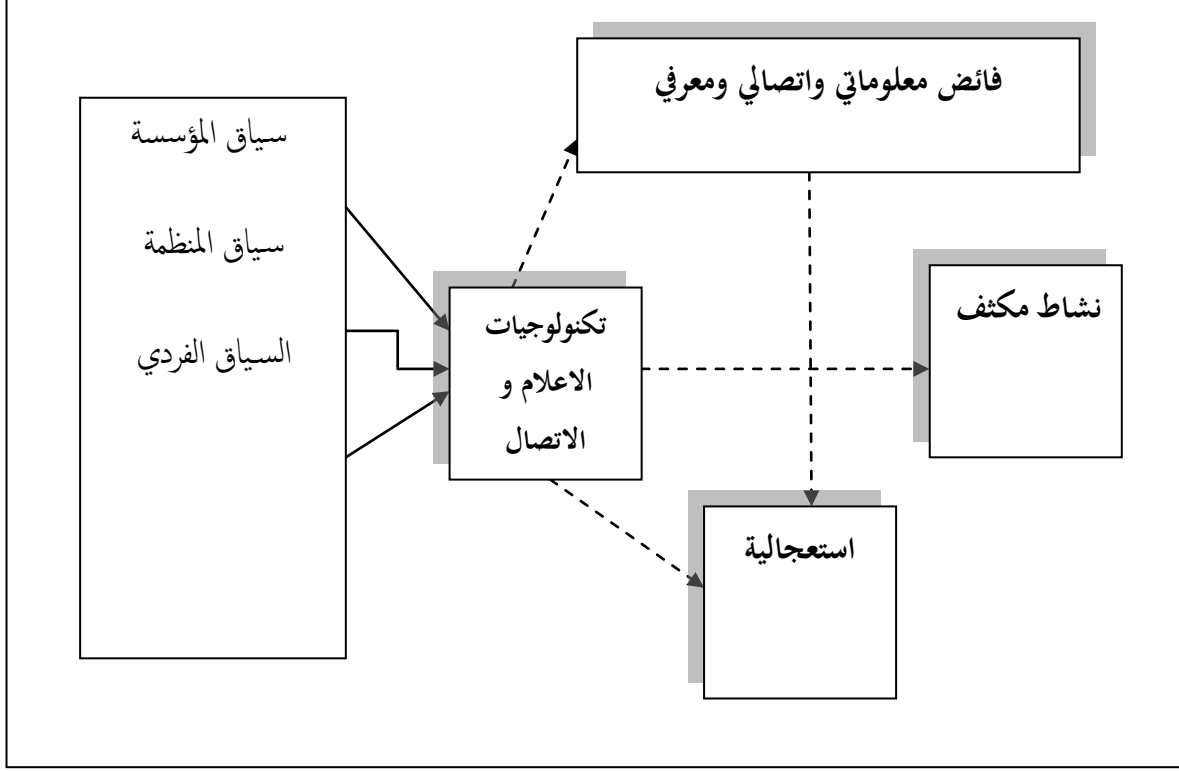 فائض معلوماتي واتصالي ومعرفي
سياق المؤسسة
سياق المنظمة
السياق الفردي
تكنولوجيات
الاعلام و
الاتصال
نشاط مكثف
استعجالية